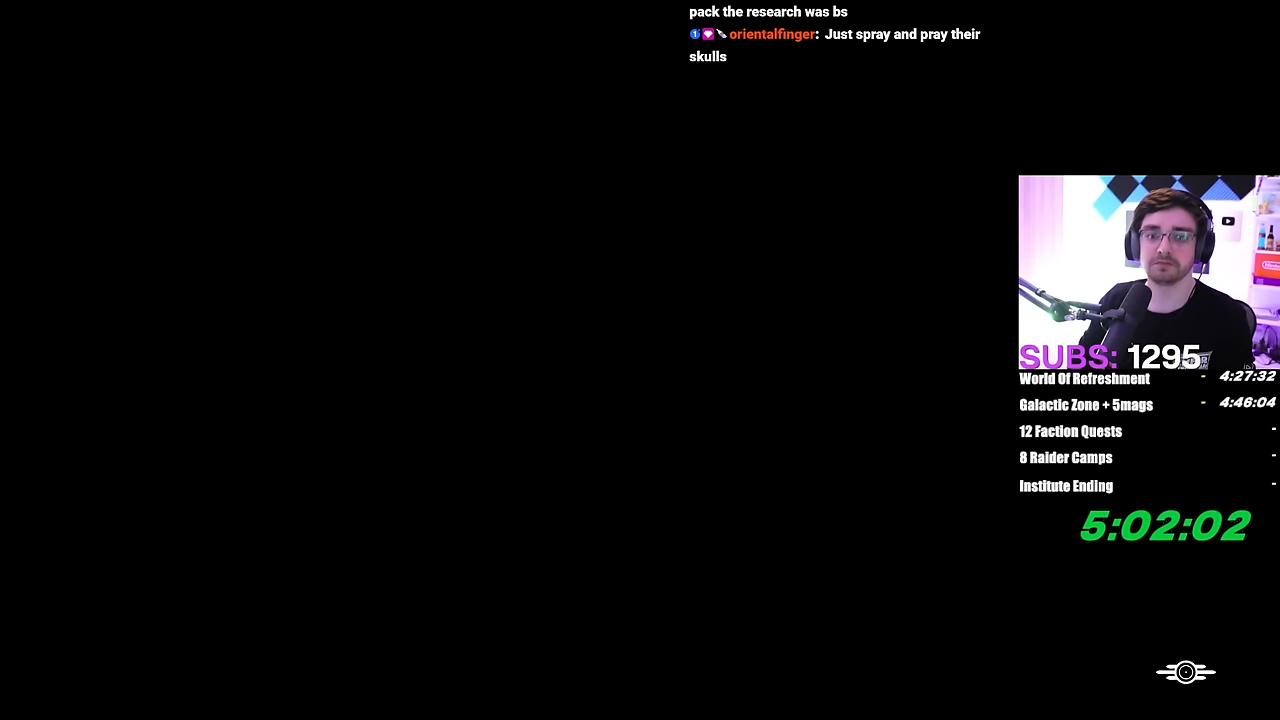 pack the research was bs
orientalfinger: Just spray and pray their
skulls
SUBS: 1295
World Of Refreshment - 4:27:32
Galactic Zone + 5mags - 4:46:04
12 Faction Quests -
8 Raider Camps -
Institute Ending -
5:02:02